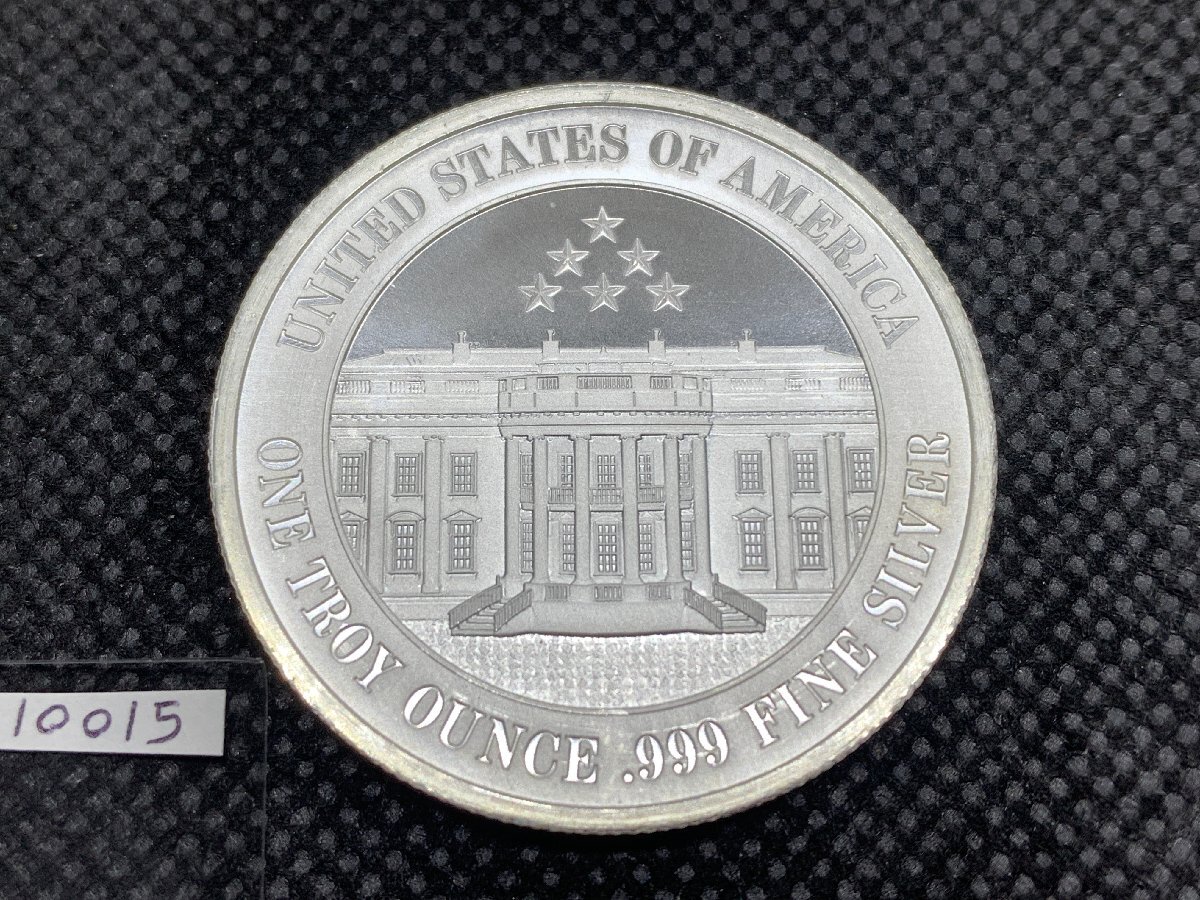 UNITED STATES OF AMERICA
ONE TROY OUNCE .999 FINE SILVER
10015